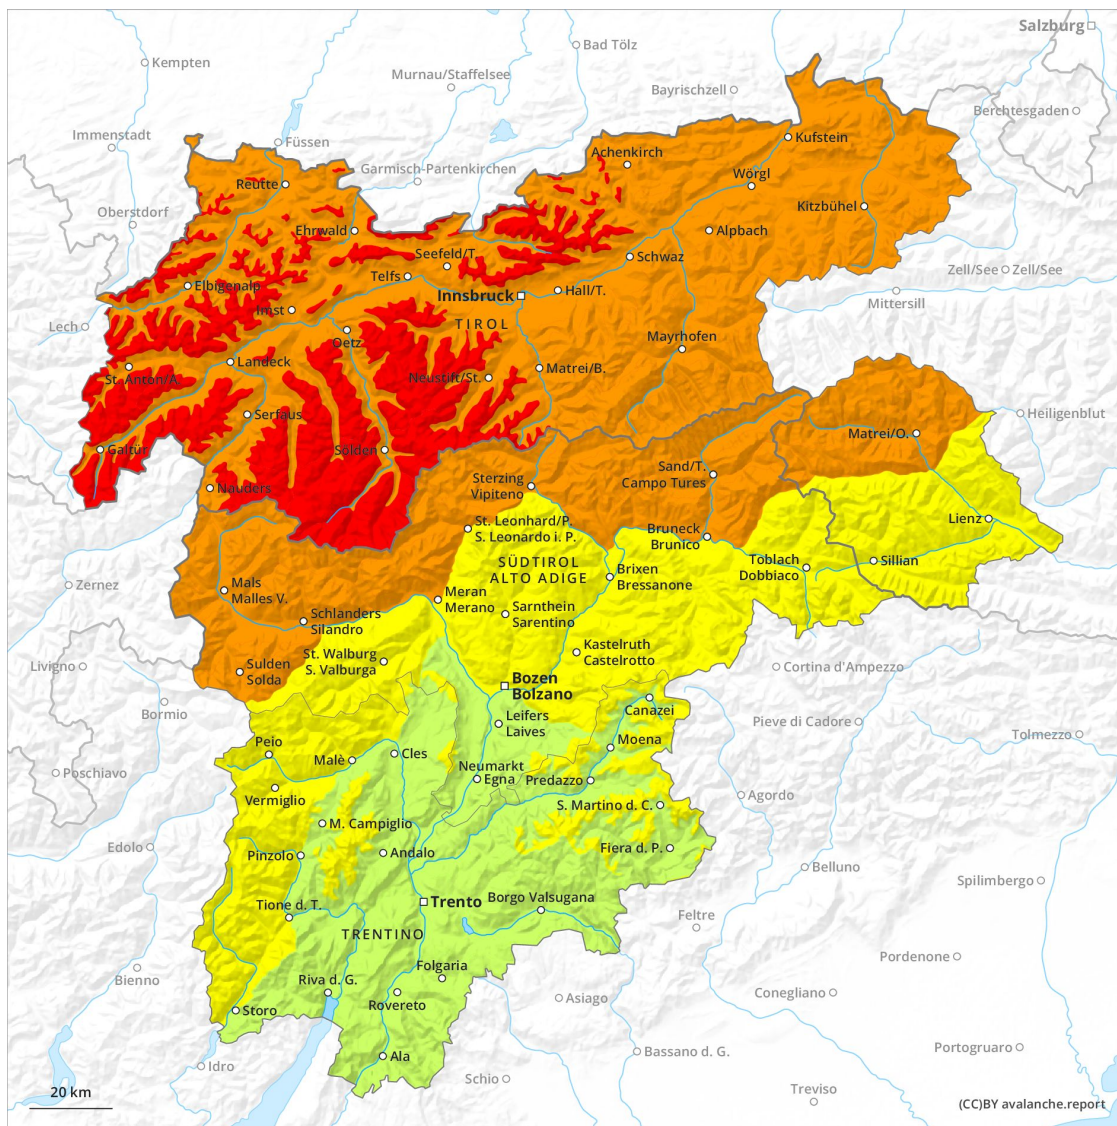 Salzburg
Bad Tölz
Kempten
Murnau/Staffelsee
Bayrischzell
Berchtesgaden
Immenstadt
Füssen
Kufstein
Achenkirch
Garmisch-Partenkirchen
Wörgl
Reutte
Kitzbühel
Oberstdorf
Ehrwald
Alpbach
Seefeld/T.
Schwaz
Telfs
Zell/See
Zell/See
Elbigenalp
Innsbruck
Hall/T.
Mittersill
Imst
TIROL
Lech
Oetz
Mayrhofen
Landeck
Matrei/B.
St. Anton/A.
Neustift/St.
Serfaus
Heiligenblut
Matrei/O.
Galtür
Sölden
Sand/T.
Campo Tures
Sterzing
Vipiteno
Nauders
Lienz
St. Leonhard/P.
S. Leonardo i. P.
Bruneck
Brunico
Toblach
Dobbiaco
Sillian
SÜDTIROL
ALTO ADIGE
Brixen
Bressanone
Zernez
Mals
Malles V.
Meran
Merano
Sarnthein
Sarentino
Schlanders
Silandro
Kastelruth
Castelrotto
St. Walburg
S. Valburga
Livigno
Cortina d'Ampezzo
Sulden
Solda
Bozen
Bolzano
Canazei
Bormio
Leifers
Laives
Pieve di Cadore
Tolmezzo
Peio
Moena
Cles
Malè
Poschiavo
Neumarkt
Egna
Predazzo
Vermiglio
Agordo
S. Martino d. C.
M. Campiglio
Edolo
Pinzolo
Andalo
Fiera d. P.
Belluno
Spilimbergo
Trento
Borgo Valsugana
Tione d. T.
Feltre
TRENTINO
Pordenone
Folgaria
Bienno
Riva d. G.
Rovereto
Asiago
Conegliano
Storo
Ala
Bassano d. G.
Portogruaro
Idro
Schio
Treviso
20 km
(CC)BY avalanche.report